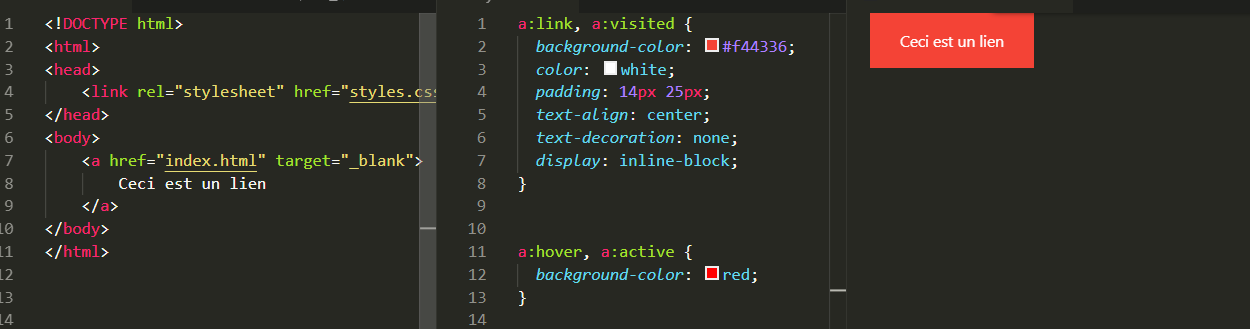 1 <!DOCTYPE html>
2 <html>
3 <head>
4 <link rel="stylesheet" href="styles.css
5 </head>
6 <body>
7 <a href="index.html" target="_blank">
8 Ceci est un lien
9 </a>
10 </body>
11 </html>
12
13
14
1 a:link, a:visited {
2 background-color: #f44336;
3 color: white;
4 padding: 14px 25px;
5 text-align: center;
6 text-decoration: none;
7 display: inline-block;
8 }
9
10
11 a:hover, a:active {
12 background-color: red;
13 }
14
Ceci est un lien